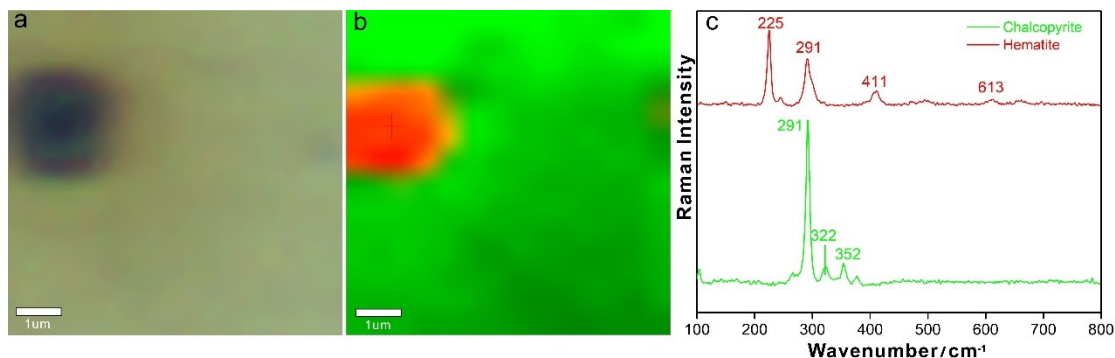 a
1um
b
1um
c
Chalcopyrite
Hematite
225
291
411
613
291
322
352
Raman Intensity
100 200 300 400 500 600 700 800
Wavenumber/cm⁻¹